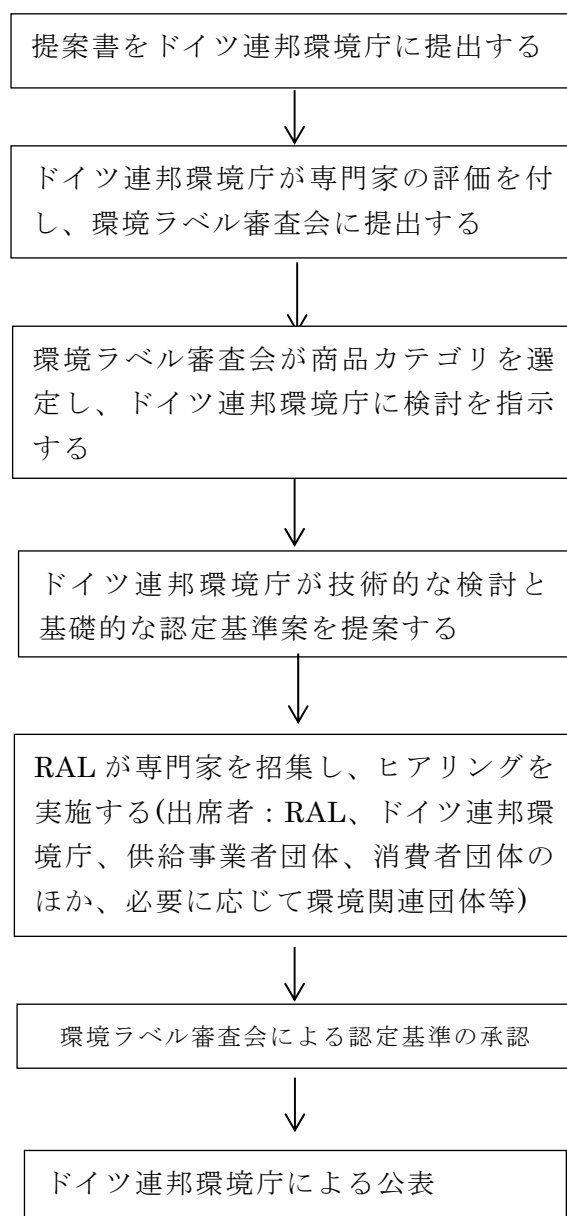 提案書をドイツ連邦環境庁に提出する
ドイツ連邦環境庁が専門家の評価を付
し、環境ラベル審査会に提出する
環境ラベル審査会が商品カテゴリを選
定し、ドイツ連邦環境庁に検討を指示
する
ドイツ連邦環境庁が技術的な検討と
基礎的な認定基準案を提案する
RAL が専門家を招集し、ヒアリングを
実施する(出席者：RAL、ドイツ連邦環
境庁、供給事業者団体、消費者団体の
ほか、必要に応じて環境関連団体等)
環境ラベル審査会による認定基準の承認
ドイツ連邦環境庁による公表